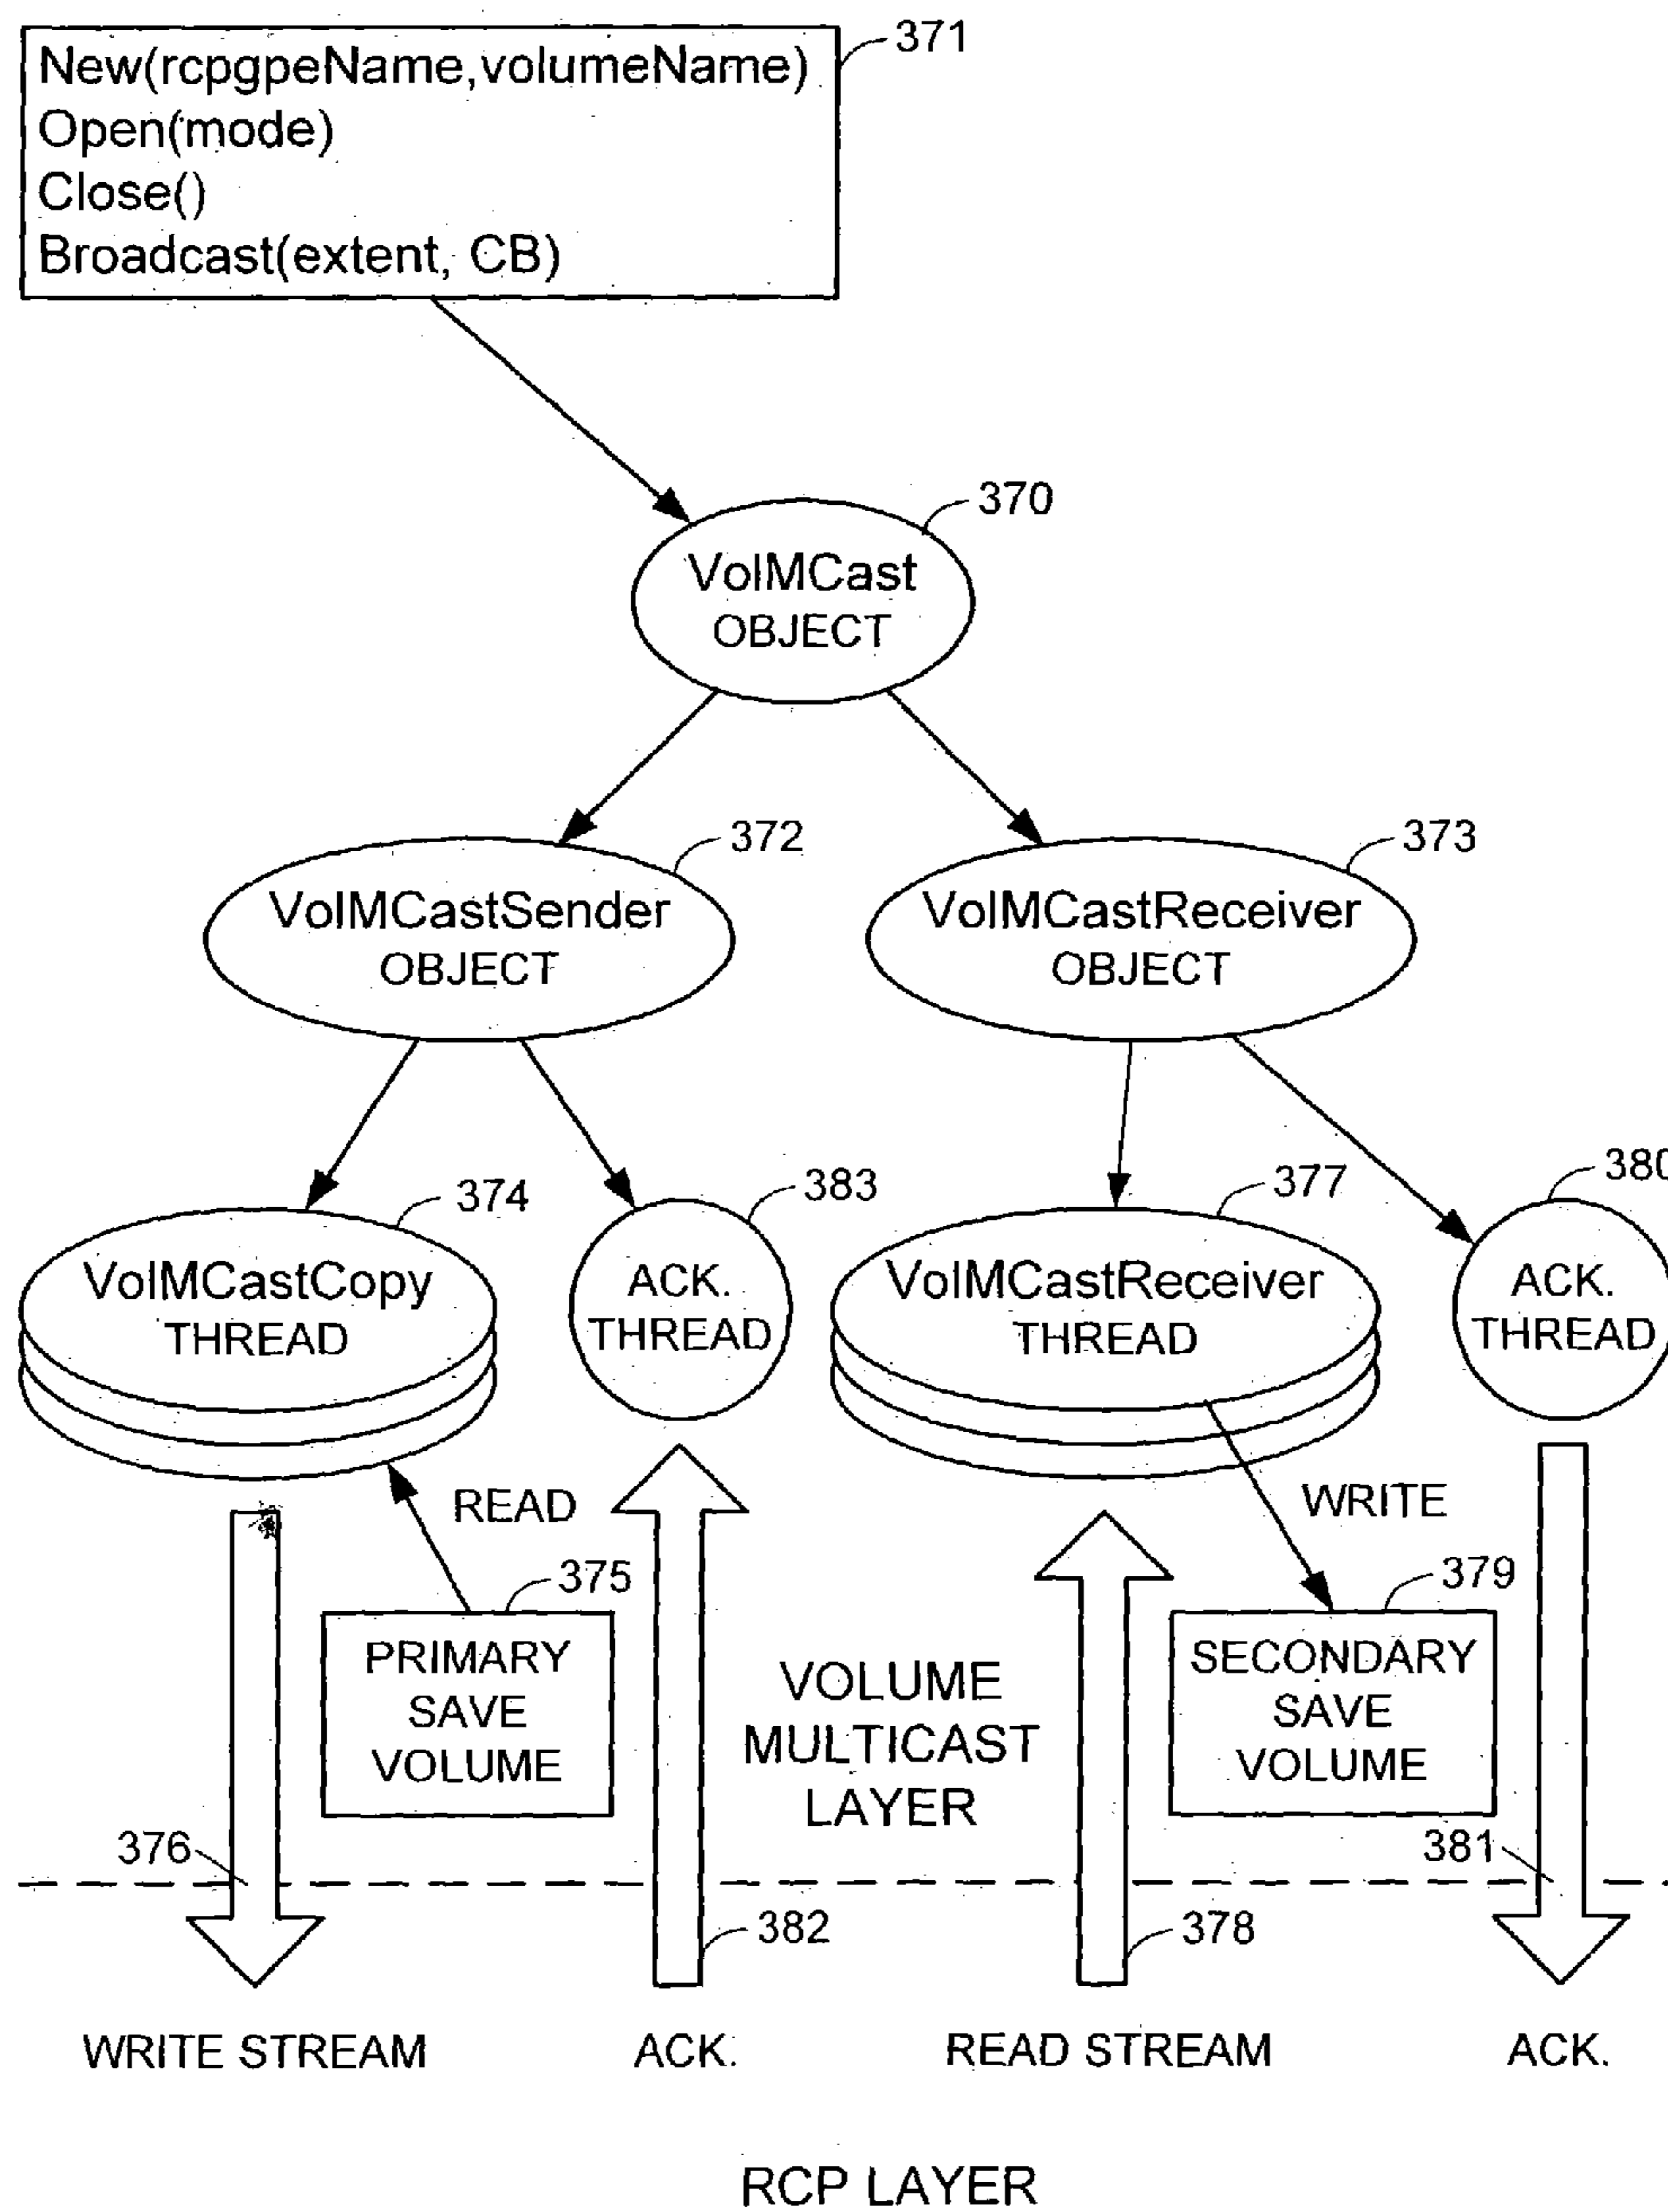 371
New(rcpgpeName,volumeName)
Open(mode)
Close()
Broadcast(extent, CB)
370
VolMCast
OBJECT
372
373
VolMCastSender
OBJECT
VolMCastReceiver
OBJECT
374
383
377
380
VolMCastCopy
THREAD
ACK.
THREAD
VolMCastReceiver
THREAD
ACK.
THREAD
READ
WRITE
375
379
PRIMARY
SAVE
VOLUME
VOLUME
MULTICAST
LAYER
SECONDARY
SAVE
VOLUME
376
381
382
378
WRITE STREAM
ACK.
READ STREAM
ACK.
RCP LAYER